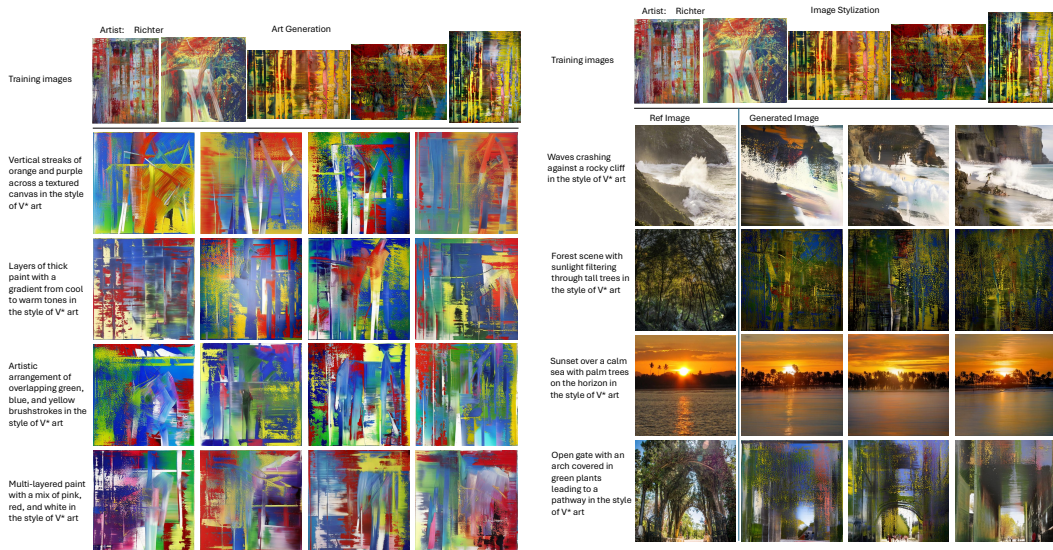 Artist: Richter
Art Generation
Training images
Vertical streaks of
orange and purple
across a textured
canvas in the style
of V* art
Layers of thick
paint with a
gradient from cool
to warm tones in
the style of V* art
Artistic
arrangement of
overlapping green,
blue, and yellow
brushstrokes in the
style of V* art
Multi-layered paint
with a mix of pink,
red, and white in
the style of V* art
Artist: Richter
Image Stylization
Training images
Ref Image
Generated Image
Waves crashing
against a rocky cliff
in the style of V* art
Forest scene with
sunlight filtering
through tall trees in
the style of V* art
Sunset over a calm
sea with palm trees
on the horizon in
the style of V* art
Open gate with an
arch covered in
green plants
leading to a
pathway in the style
of V* art